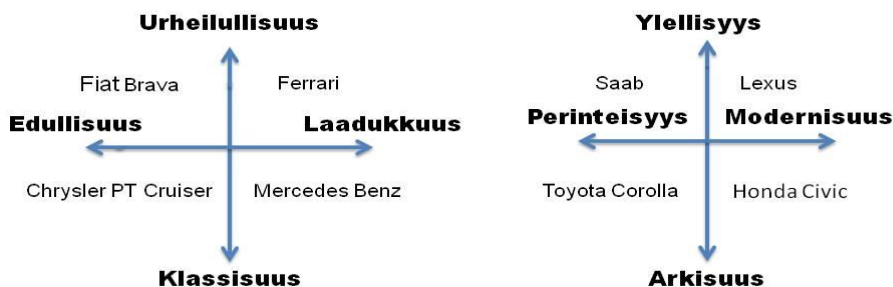 Urheilullisuus
Fiat Brava
Ferrari
Edullisuus
Laadukkuus
Chrysler PT Cruiser
Mercedes Benz
Klassisuus
Ylellisyys
Saab
Lexus
Perinteisyys
Modernisuus
Toyota Corolla
Honda Civic
Arkisuus